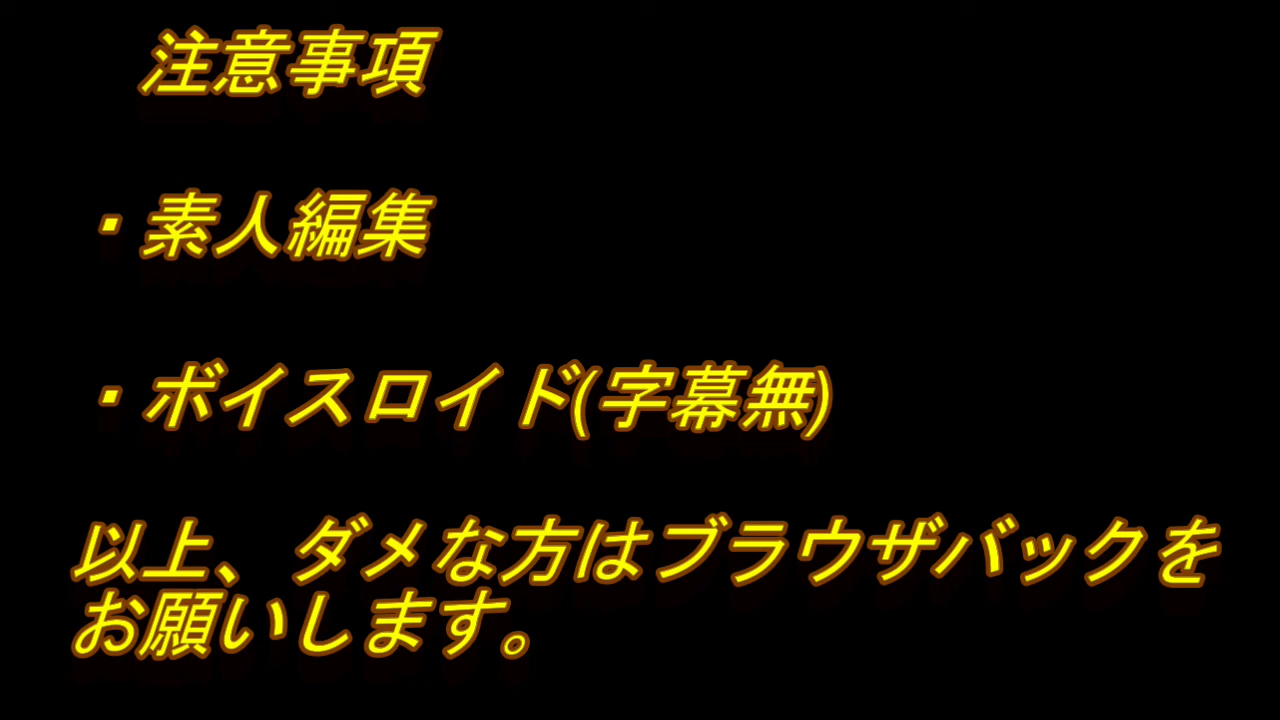 注意事項
・素人編集
・ボイスロイド(字幕無)
以上、ダメな方はブラウザバックを
お願いします。